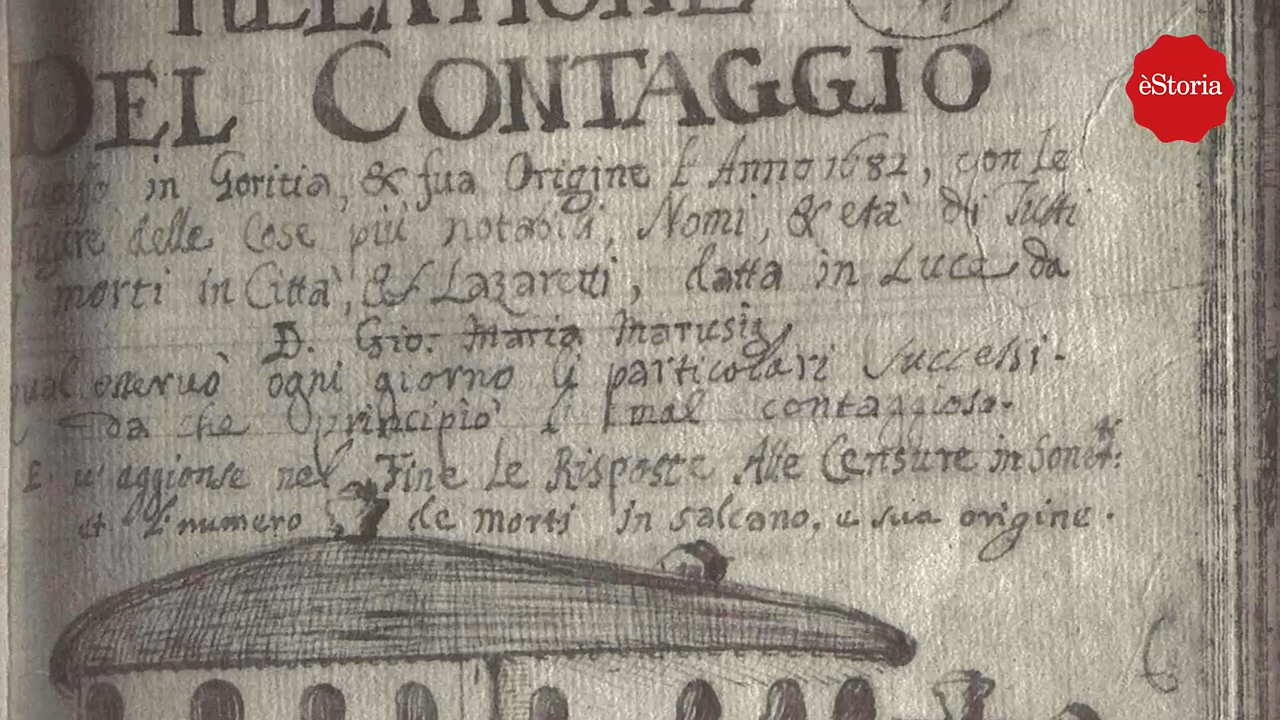 RELATIONE
DEL CONTAGGIO
in Goritia, & sua Origine l'Anno 1682, con le
delle Cose più notabili, Nomi, & età di Tutti
morti in Città, & Lazaretti, datta in Luce da
D. Gio. Maria Marusig,
qual oseruò ogni giorno li particolari Successi.
Da che principiò il mal contaggioso.
E u' aggionse nel Fine Le Risposte Alle Censure in
et L' numero de morti in salcano, e sua origine.
èStoria